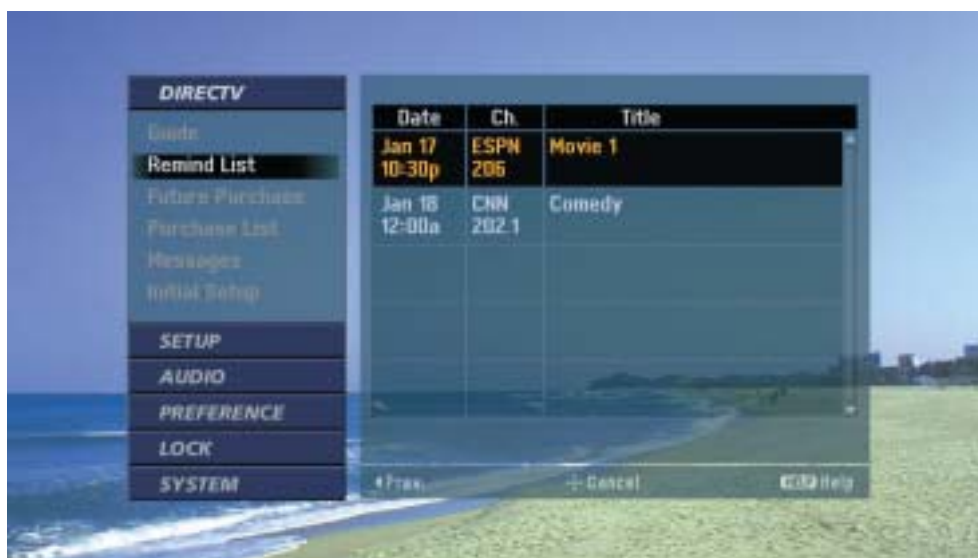 DIRECTV
Guide
Remind List
Future Purchase
Purchase List
Messages
Initial Setup
SETUP
AUDIO
PREFERENCE
LOCK
SYSTEM
Date Ch. Title
Jan 17 ESPN Movie 1
10:30p 206
Jan 18 CNN Comedy
12:00a 202.1
Prev. Cancel Help